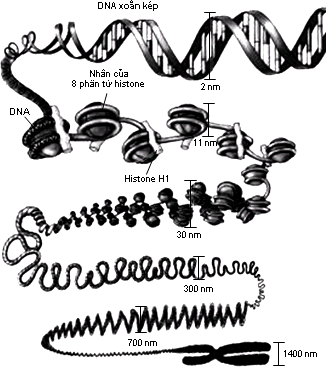 DNA xoắn kép
2 nm
Nhân của
8 phân tử histone
DNA
11 nm
Histone H1
30 nm
300 nm
700 nm
1400 nm